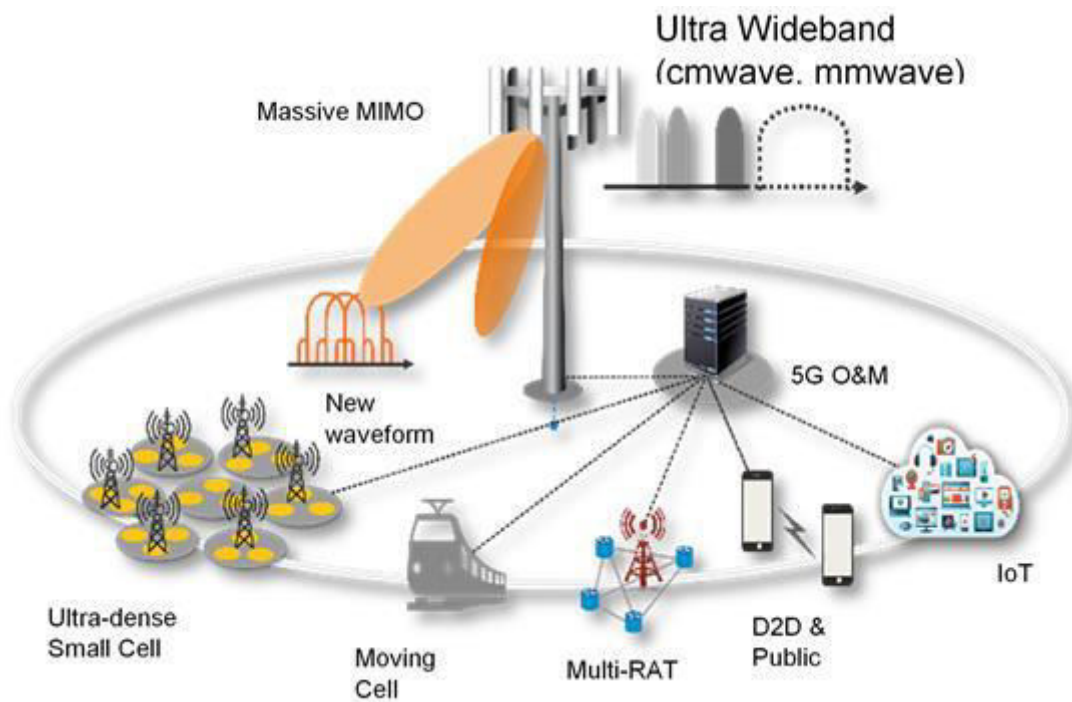 Ultra Wideband
(cmwave. mmwave)
Massive MIMO
5G O&M
New
waveform
IoT
Ultra-dense
Small Cell
Moving
Cell
Multi-RAT
D2D &
Public